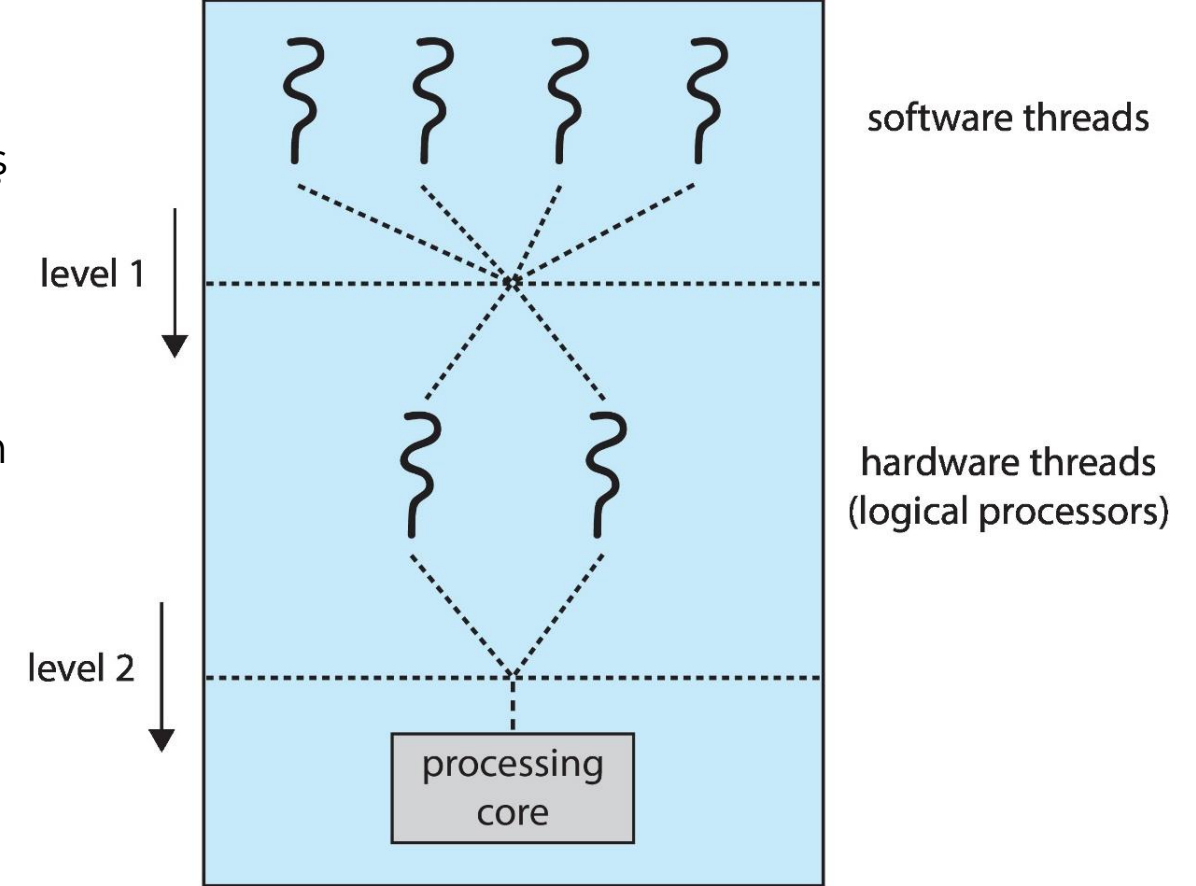 software threads
s
level 1
n
hardware threads
(logical processors)
level 2
processing
core